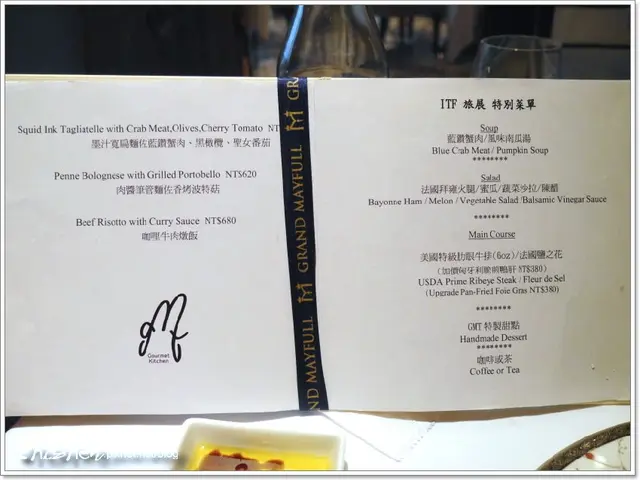 Squid Ink Tagliatelle with Crab Meat,Olives,Cherry Tomato NT
墨汁寬扁麵佐藍鑽蟹肉、黑橄欖、聖女番茄
Penne Bolognese with Grilled Portobello NT$620
肉醬筆管麵佐香烤波特菇
Beef Risotto with Curry Sauce NT$680
咖哩牛肉燉飯
Gourmet
Kitchen
GRAND MAYFULL
ITF 旅展 特別菜單
Soup
藍鑽蟹肉/風味南瓜湯
Blue Crab Meat / Pumpkin Soup
********
Salad
法國拜雍火腿/蜜瓜/蔬菜沙拉/陳醋
Bayonne Ham / Melon / Vegetable Salad /Balsamic Vinegar Sauce
********
Main Course
美國特級肋眼牛排(6oz)/法國鹽之花
(加價匈牙利嫩煎鴨肝 NT$380)
USDA Prime Ribeye Steak / Fleur de Sel
(Upgrade Pan-Fried Foie Gras NT$380)
********
GMT 特製甜點
Handmade Dessert
********
咖啡或茶
Coffee or Tea